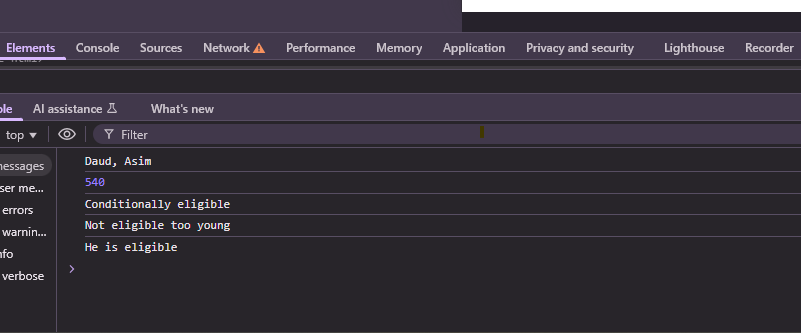 Elements Console Sources Network Performance Memory Application Privacy and security Lighthouse Recorder
AI assistance What's new
top Filter
Daud, Asim
540
Conditionally eligible
Not eligible too young
He is eligible
messages
ser me...
errors
warnin...
nfo
verbose